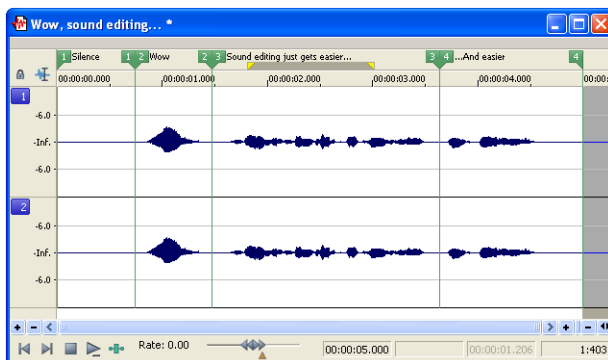 Wow, sound editing... *
1 Silence 1 2 Wow 2 3 Sound editing just gets easier... 3 4 ...And easier 4
00:00:00.000 00:00:01.000 00:00:02.000 00:00:03.000 00:00:04.000 00:00:
1
-6.0
-Inf.
-6.0
2
-6.0
-Inf.
-6.0
Rate: 0.00 00:00:05.000 00:00:01.206 1:403